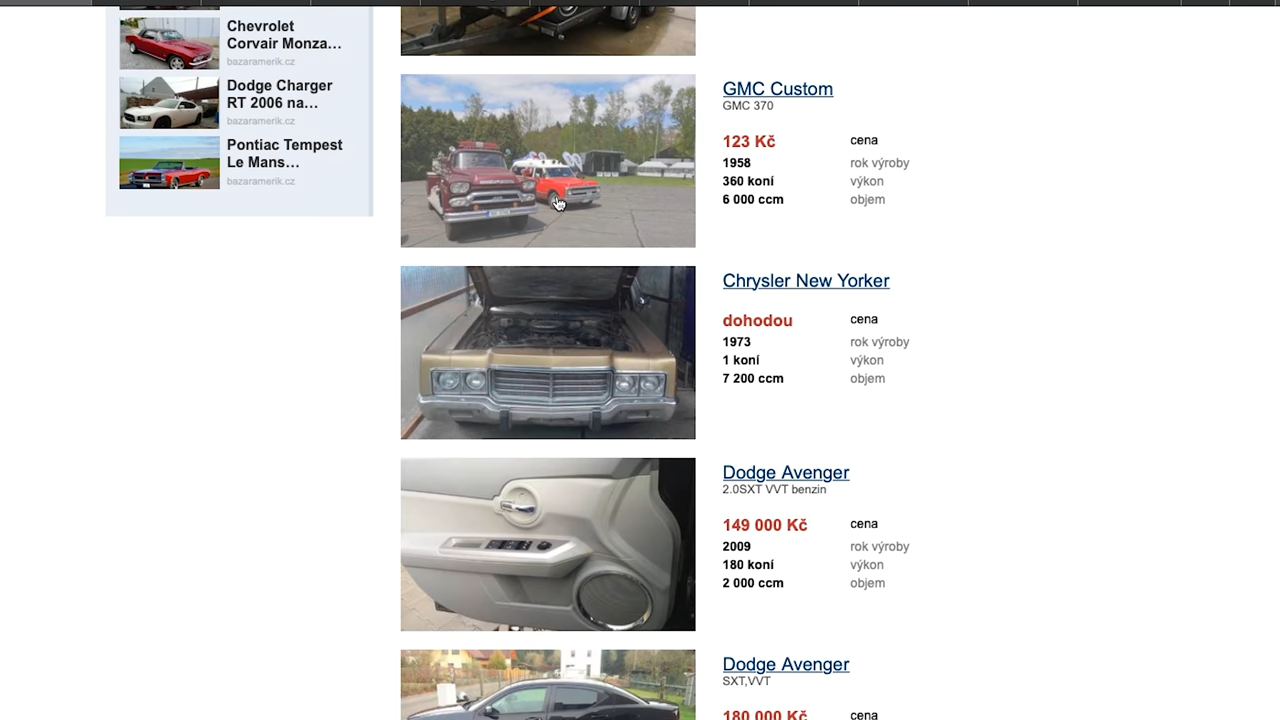 Chevrolet
Corvair Monza…
bazaramerik.cz
Dodge Charger
RT 2006 na…
bazaramerik.cz
Pontiac Tempest
Le Mans…
bazaramerik.cz
GMC Custom
GMC 370
123 Kč cena
1958 rok výroby
360 koní výkon
6 000 ccm objem
Chrysler New Yorker
dohodou cena
1973 rok výroby
1 koní výkon
7 200 ccm objem
Dodge Avenger
2.0SXT VVT benzin
149 000 Kč cena
2009 rok výroby
180 koní výkon
2 000 ccm objem
Dodge Avenger
SXT,VVT
180 000 Kč cena